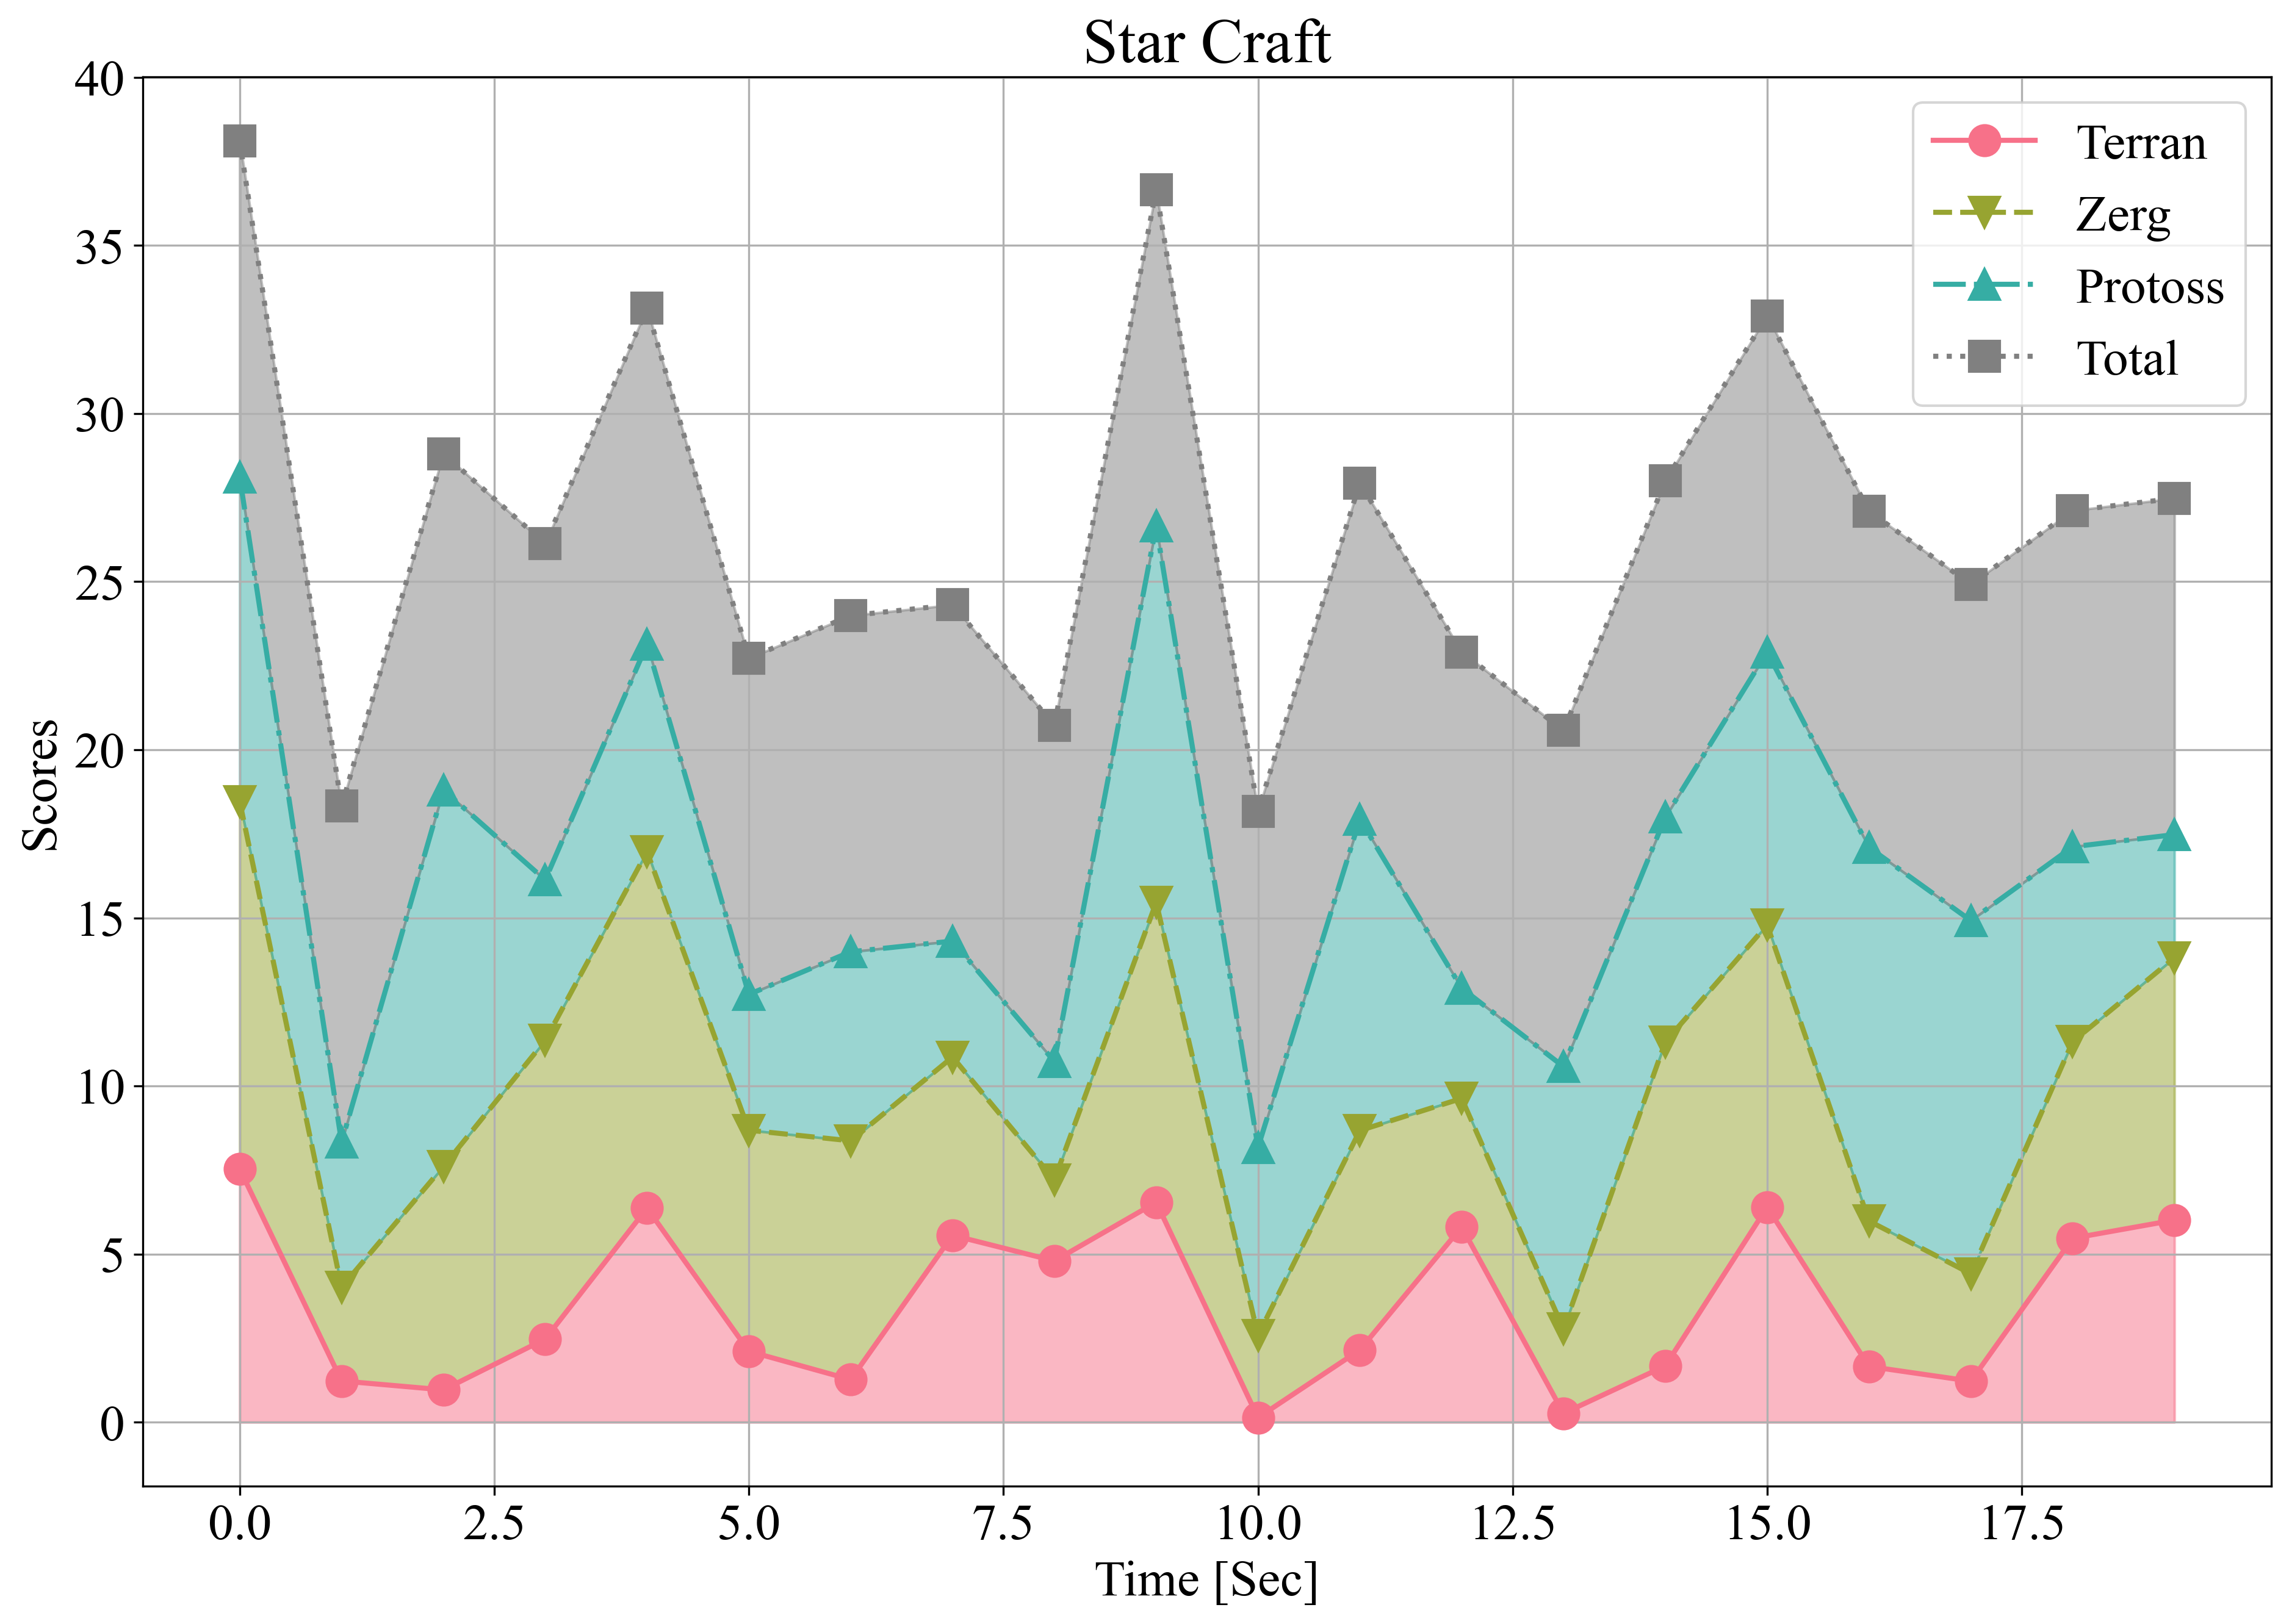 Star Craft
40
35
30
25
20
15
10
5
0
Scores
0.0 2.5 5.0 7.5 10.0 12.5 15.0 17.5
Time [Sec]
Terran
Zerg
Protoss
Total